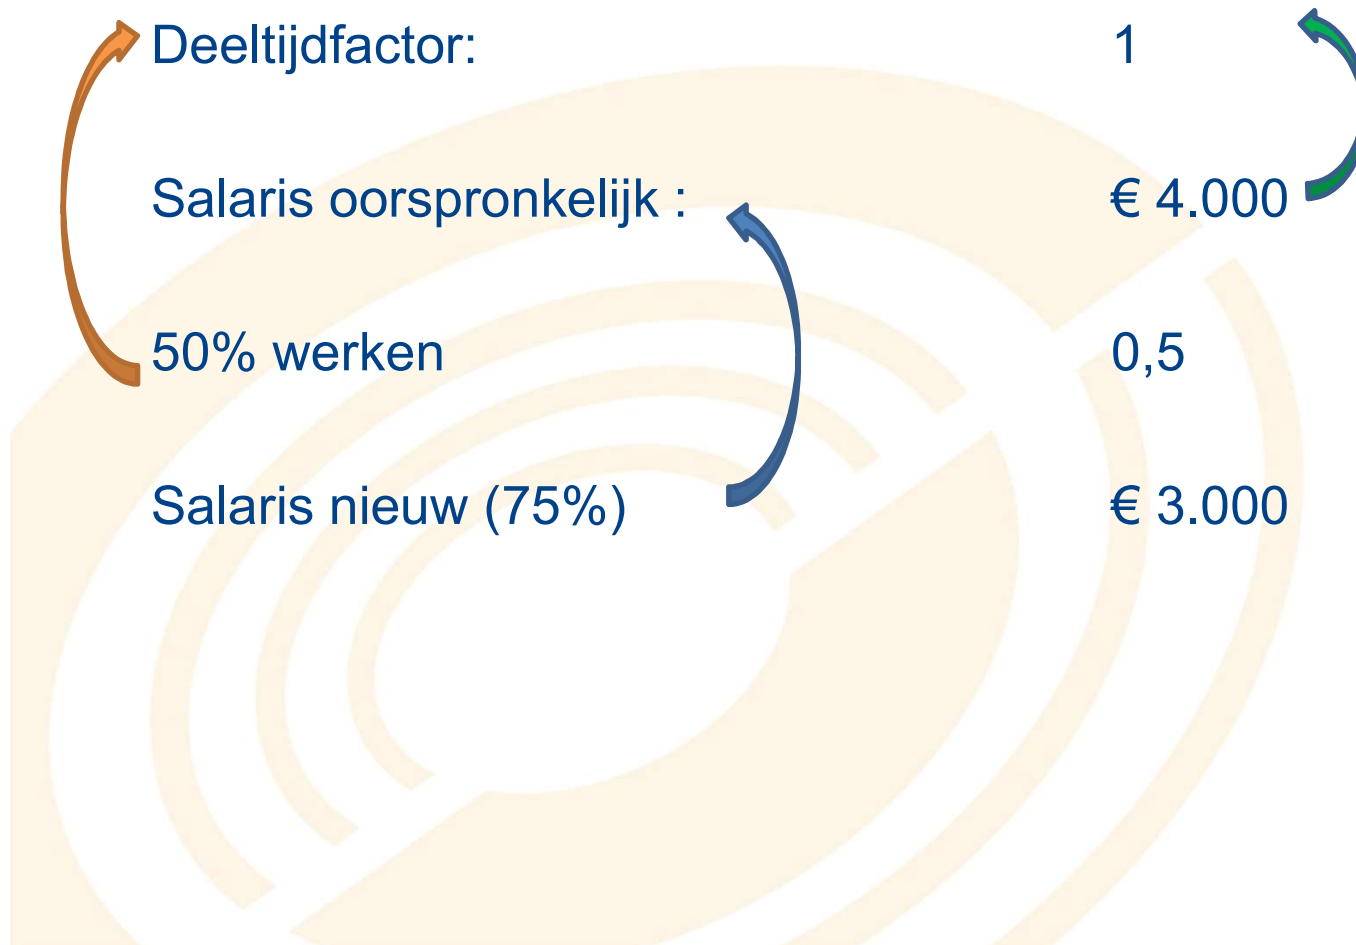 Deeltijdfactor: 1
Salaris oorspronkelijk : € 4.000
50% werken 0,5
Salaris nieuw (75%) € 3.000